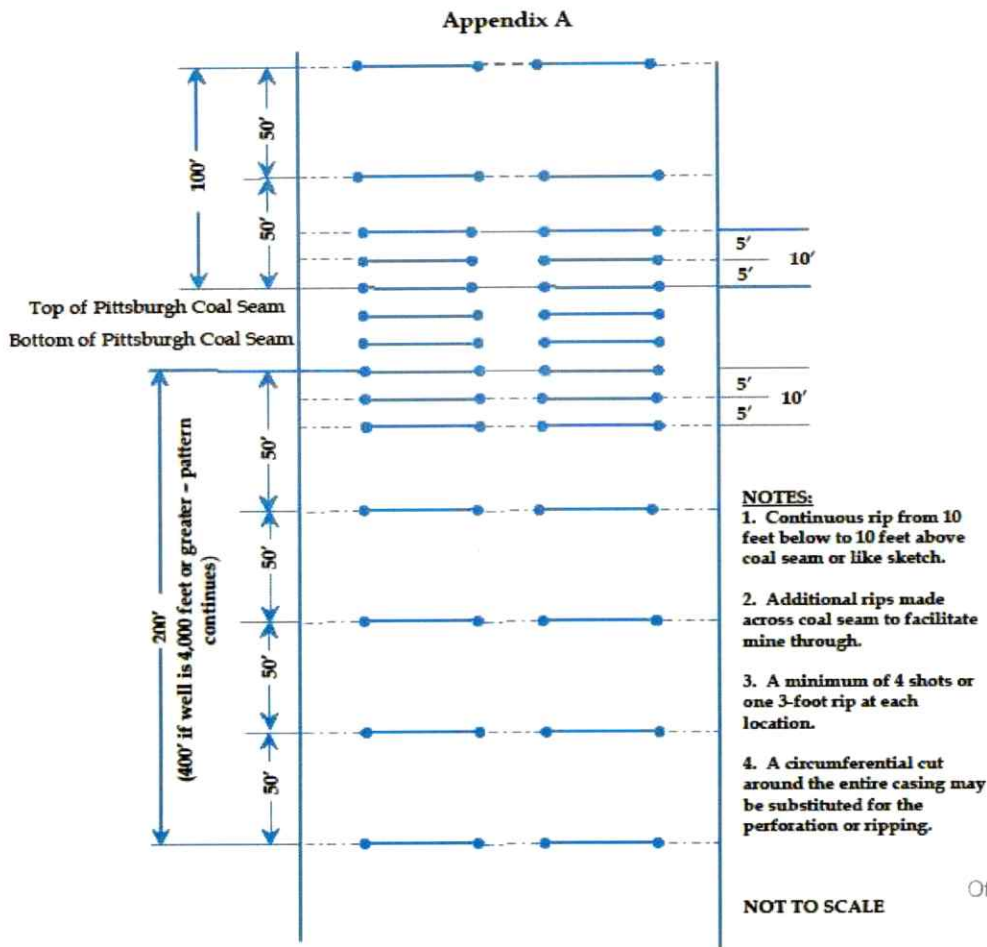 Appendix A
100'
50'
50'
5'
5'
10'
Top of Pittsburgh Coal Seam
Bottom of Pittsburgh Coal Seam
5'
5'
10'
200'
(400' if well is 4,000 feet or greater – pattern
continues)
50'
50'
50'
50'
NOTES:
1. Continuous rip from 10
feet below to 10 feet above
coal seam or like sketch.
2. Additional rips made
across coal seam to facilitate
mine through.
3. A minimum of 4 shots or
one 3-foot rip at each
location.
4. A circumferential cut
around the entire casing may
be substituted for the
perforation or ripping.
NOT TO SCALE